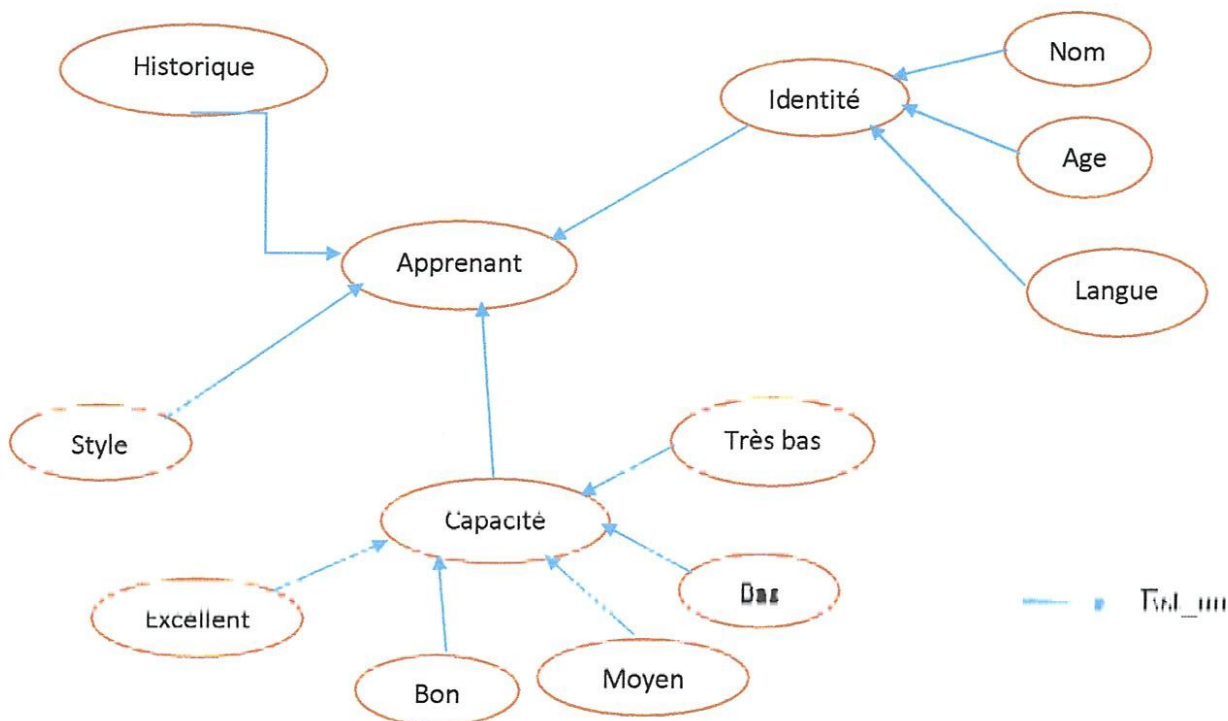 Historique
Nom
Identité
Age
Apprenant
Langue
Style
Très bas
Capacité
Bas
Excellent
Moyen
Bon